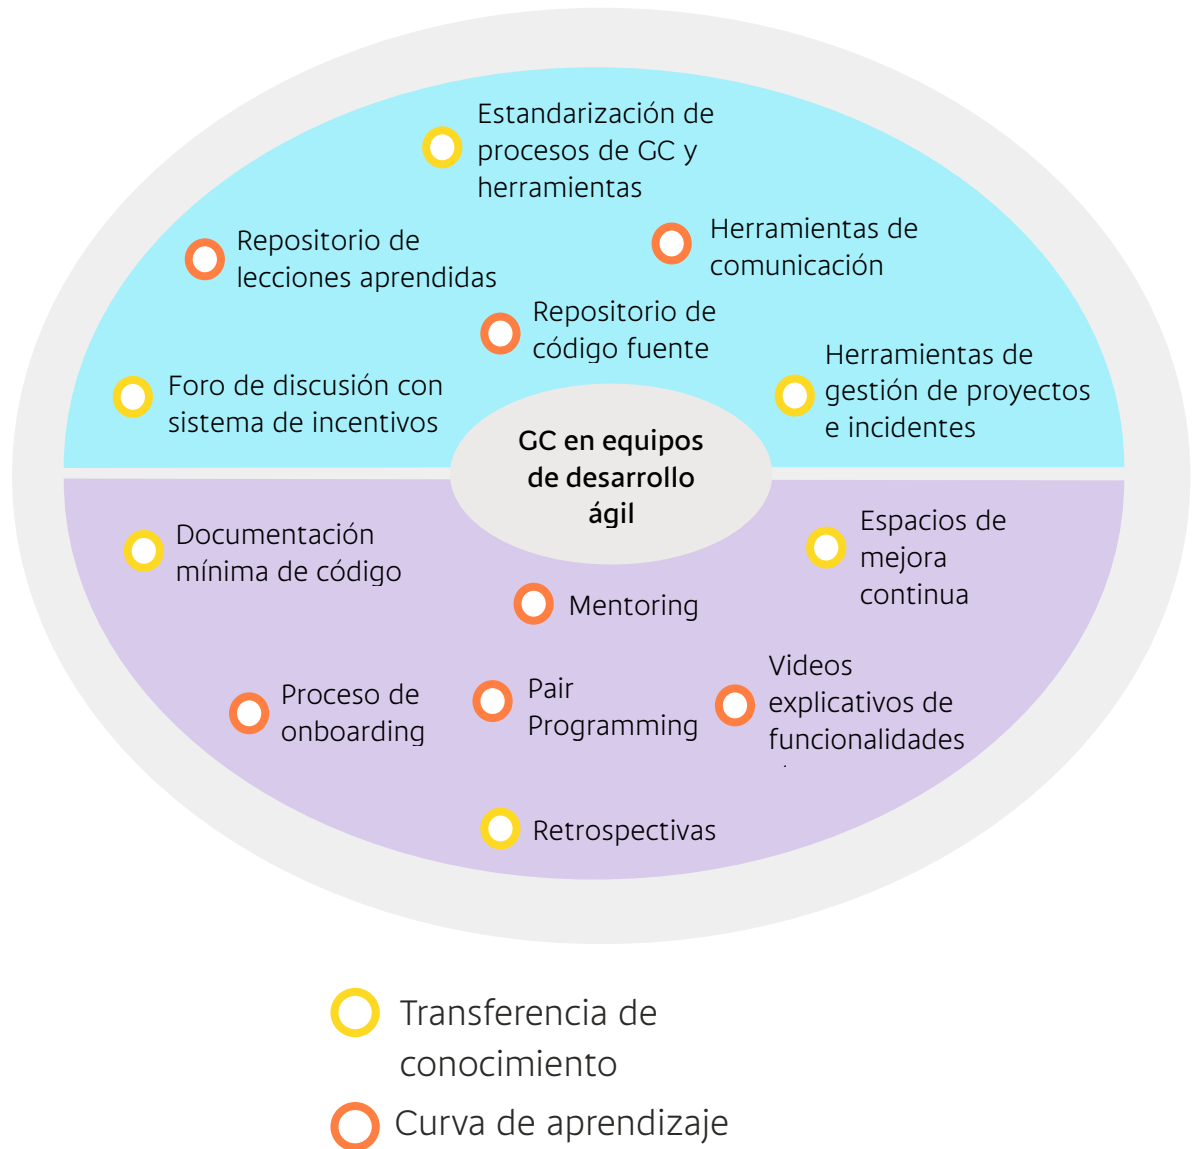 Estandarización de
procesos de GC y
herramientas
Repositorio de
lecciones aprendidas
Herramientas de
comunicación
Repositorio de
código fuente
Foro de discusión con
sistema de incentivos
Herramientas de
gestión de proyectos
e incidentes
GC en equipos
de desarrollo
ágil
Documentación
mínima de código
Espacios de
mejora
continua
Mentoring
Proceso de
onboarding
Pair
Programming
Videos
explicativos de
funcionalidades
Retrospectivas
Transferencia de
conocimiento
Curva de aprendizaje